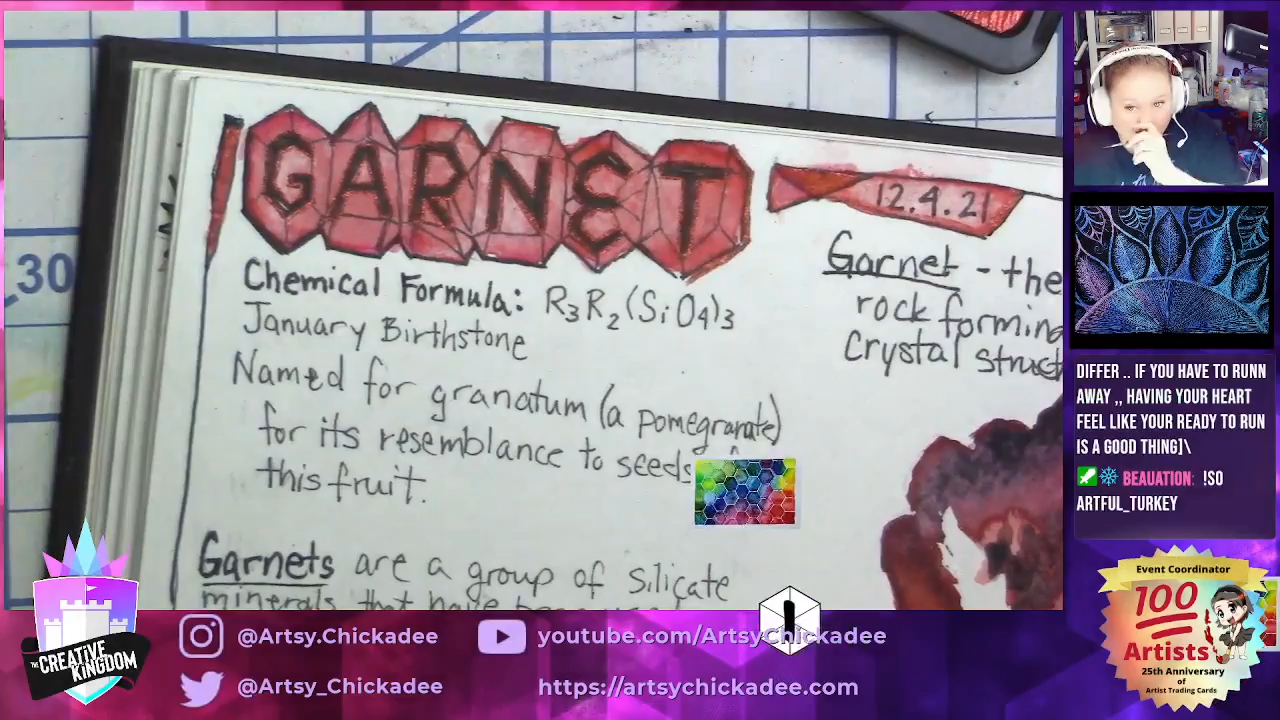 GARNET
12.4.21
Chemical Formula: R3R2(SiO4)3
January Birthstone
Named for granatum (a pomegranate)
for its resemblance to seeds
this fruit.
Garnets are a group of silicate
minerals that have
Garnet - the
rock forming
Crystal struct
30
DIFFER .. IF YOU HAVE TO RUNN
AWAY ,, HAVING YOUR HEART
FEEL LIKE YOUR READY TO RUN
IS A GOOD THING]\
BEAUATION: !SO
ARTFUL_TURKEY
THE CREATIVE
KINGDOM
@Artsy.Chickadee
youtube.com/ArtsyChickadee
@Artsy_Chickadee
https://artsychickadee.com
Event Coordinator
100
Artists
25th Anniversary
of
Artist Trading Cards